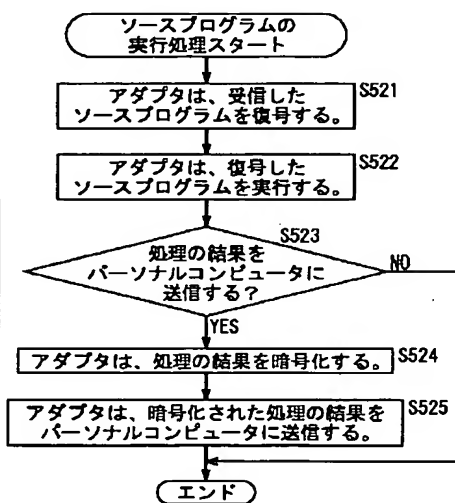 ソースプログラムの
実行処理スタート
アダプタは、受信した
ソースプログラムを復号する。
S521
アダプタは、復号した
ソースプログラムを実行する。
S522
処理の結果を
パーソナルコンピュータに
送信する?
S523
NO
YES
アダプタは、処理の結果を暗号化する。
S524
アダプタは、暗号化された処理の結果を
パーソナルコンピュータに送信する。
S525
エンド